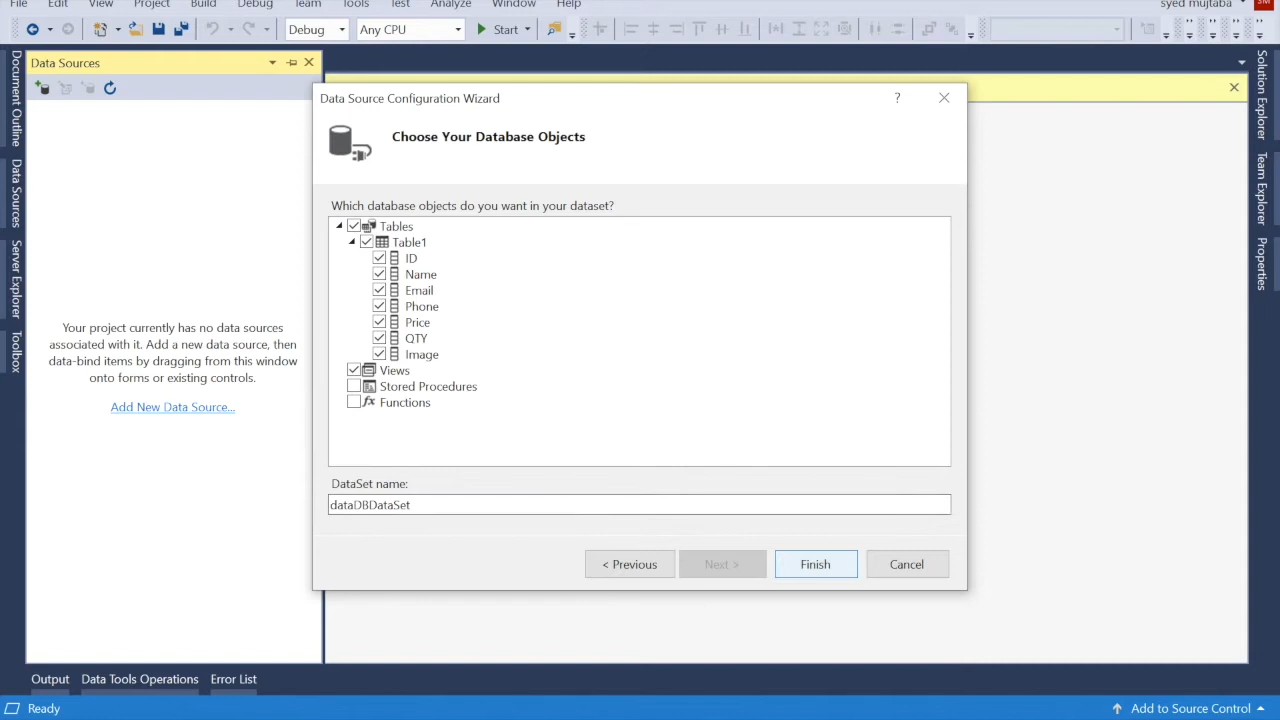 File Edit View Project Build Debug Team Tools Test Analyze Window Help syed mujtaba SM
Debug Any CPU Start
Data Sources
Document Outline
Data Sources
Server Explorer
Toolbox
Your project currently has no data sources
associated with it. Add a new data source, then
data-bind items by dragging from this window
onto forms or existing controls.
Add New Data Source...
Data Source Configuration Wizard ?
Choose Your Database Objects
Which database objects do you want in your dataset?
Tables
Table1
ID
Name
Email
Phone
Price
QTY
Image
Views
Stored Procedures
fx Functions
DataSet name:
dataDBDataSet
< Previous Next > Finish Cancel
Solution Explorer
Team Explorer
Properties
Output Data Tools Operations Error List
Ready Add to Source Control